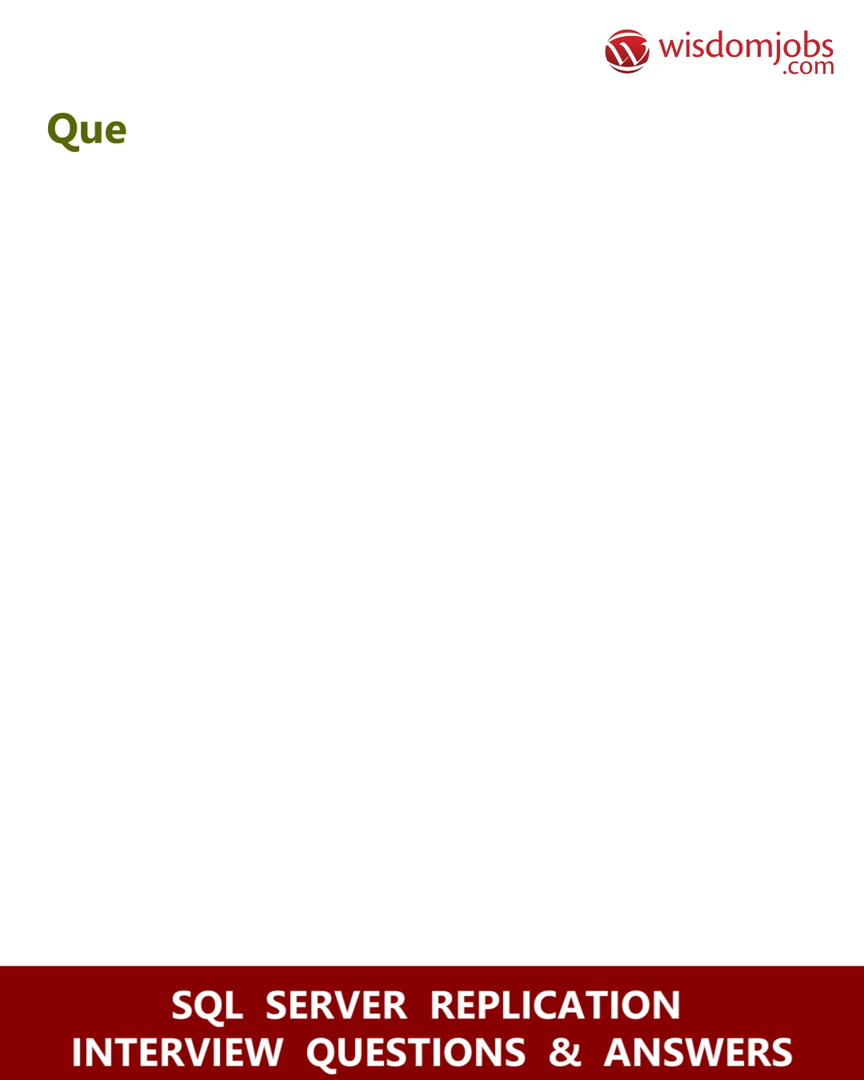 wisdomjobs
.com
Que
SQL SERVER REPLICATION
INTERVIEW QUESTIONS & ANSWERS